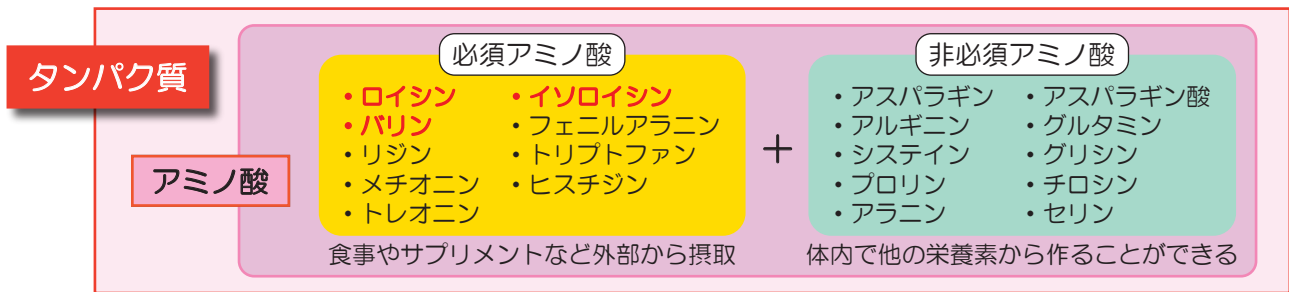 タンパク質
アミノ酸
必須アミノ酸
・ロイシン ・イソロイシン
・バリン ・フェニルアラニン
・リジン ・トリプトファン
・メチオニン ・ヒスチジン
・トレオニン
食事やサプリメントなど外部から摂取
+
非必須アミノ酸
・アスパラギン ・アスパラギン酸
・アルギニン ・グルタミン
・システイン ・グリシン
・プロリン ・チロシン
・アラニン ・セリン
体内で他の栄養素から作ることができる